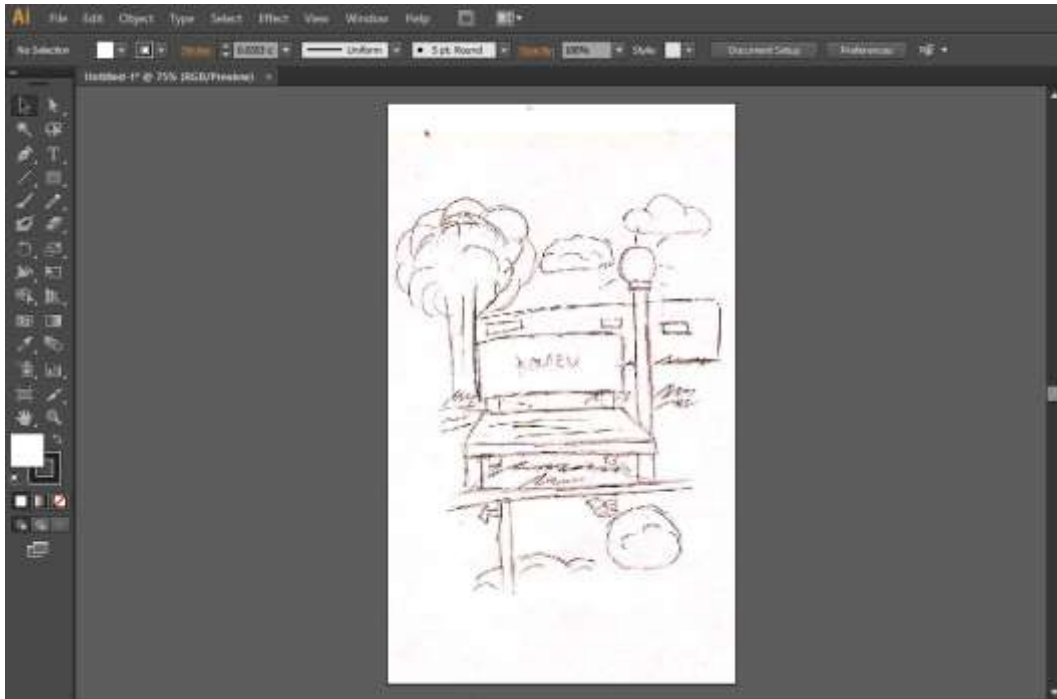 Ai File Edit Object Type Select Effect View Window Help
No Selection Stroke: Uniform 5 pt. Round Opacity: 100% Style: Document Setup Preferences
Untitled-1* @ 75% (RGB/Preview) ×